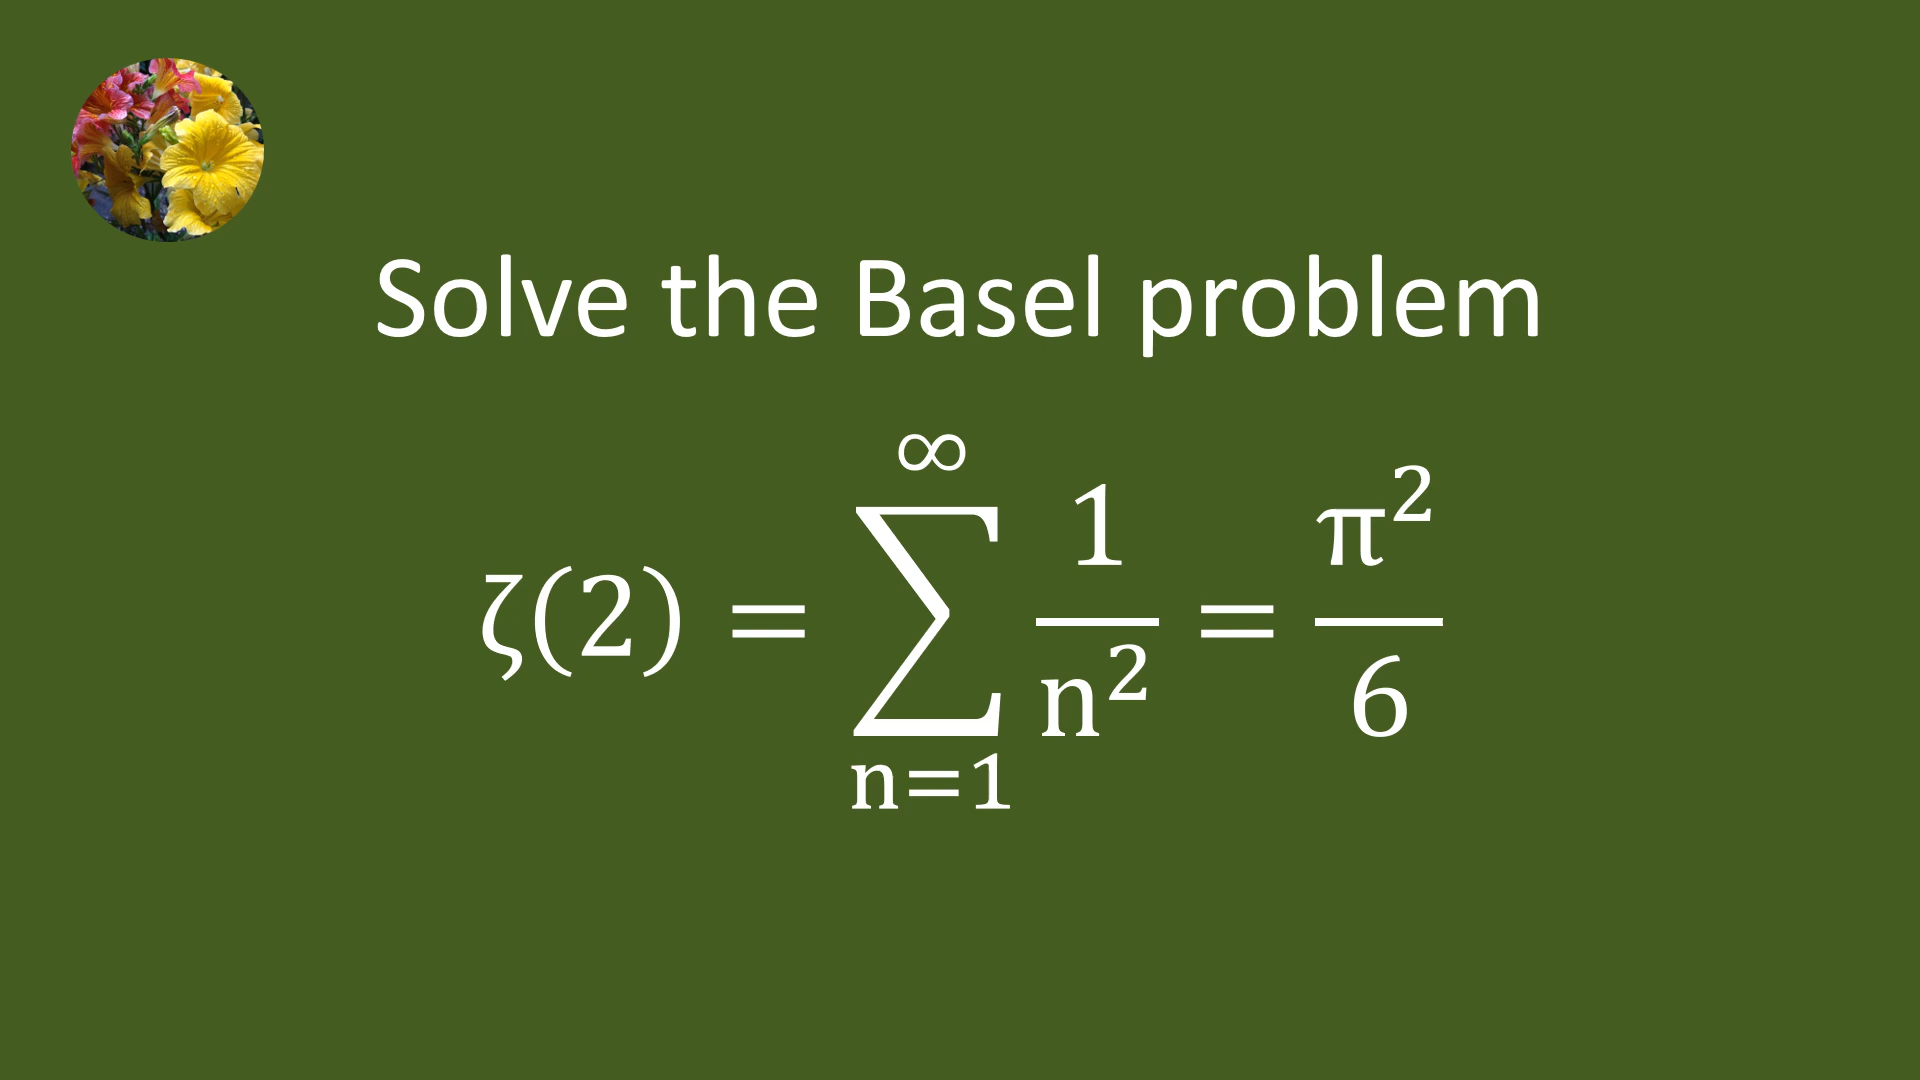 Solve the Basel problem
ζ(2) = ∑_{n=1}^{∞} 1/n² = π²/6